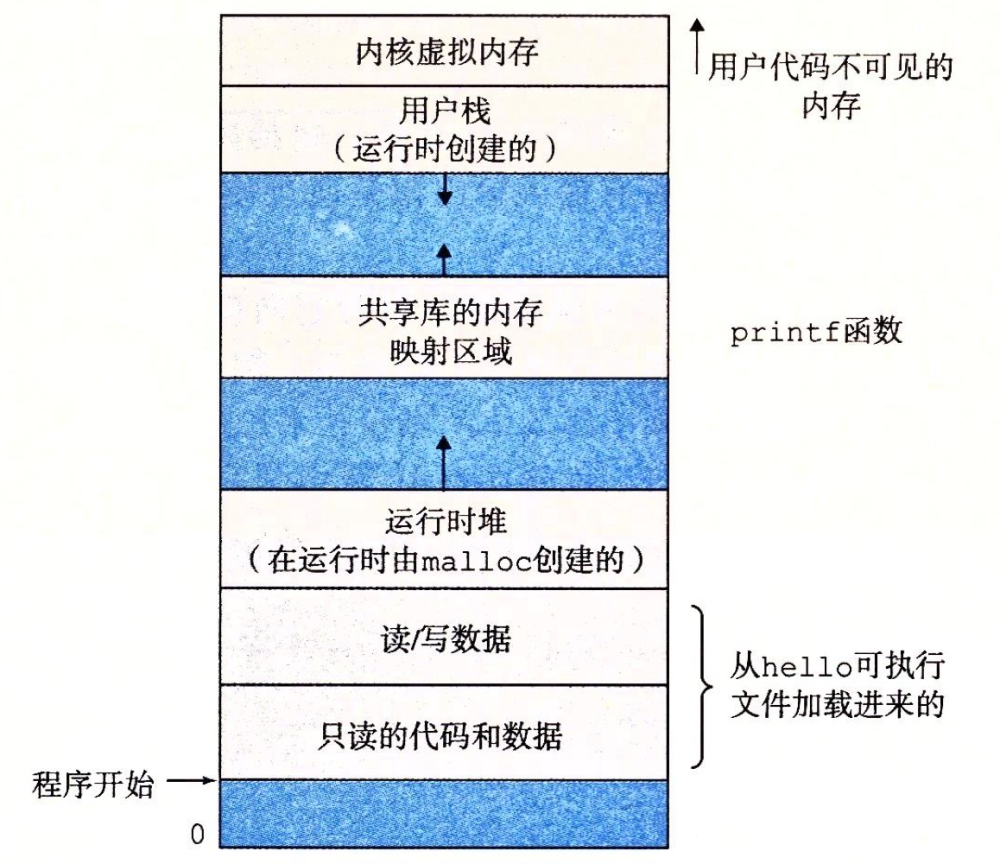 内核虚拟内存
用户代码不可见的
内存
用户栈
（运行时创建的）
共享库的内存
映射区域
printf函数
运行时堆
（在运行时由malloc创建的）
读/写数据
从hello可执行
文件加载进来的
只读的代码和数据
程序开始
0